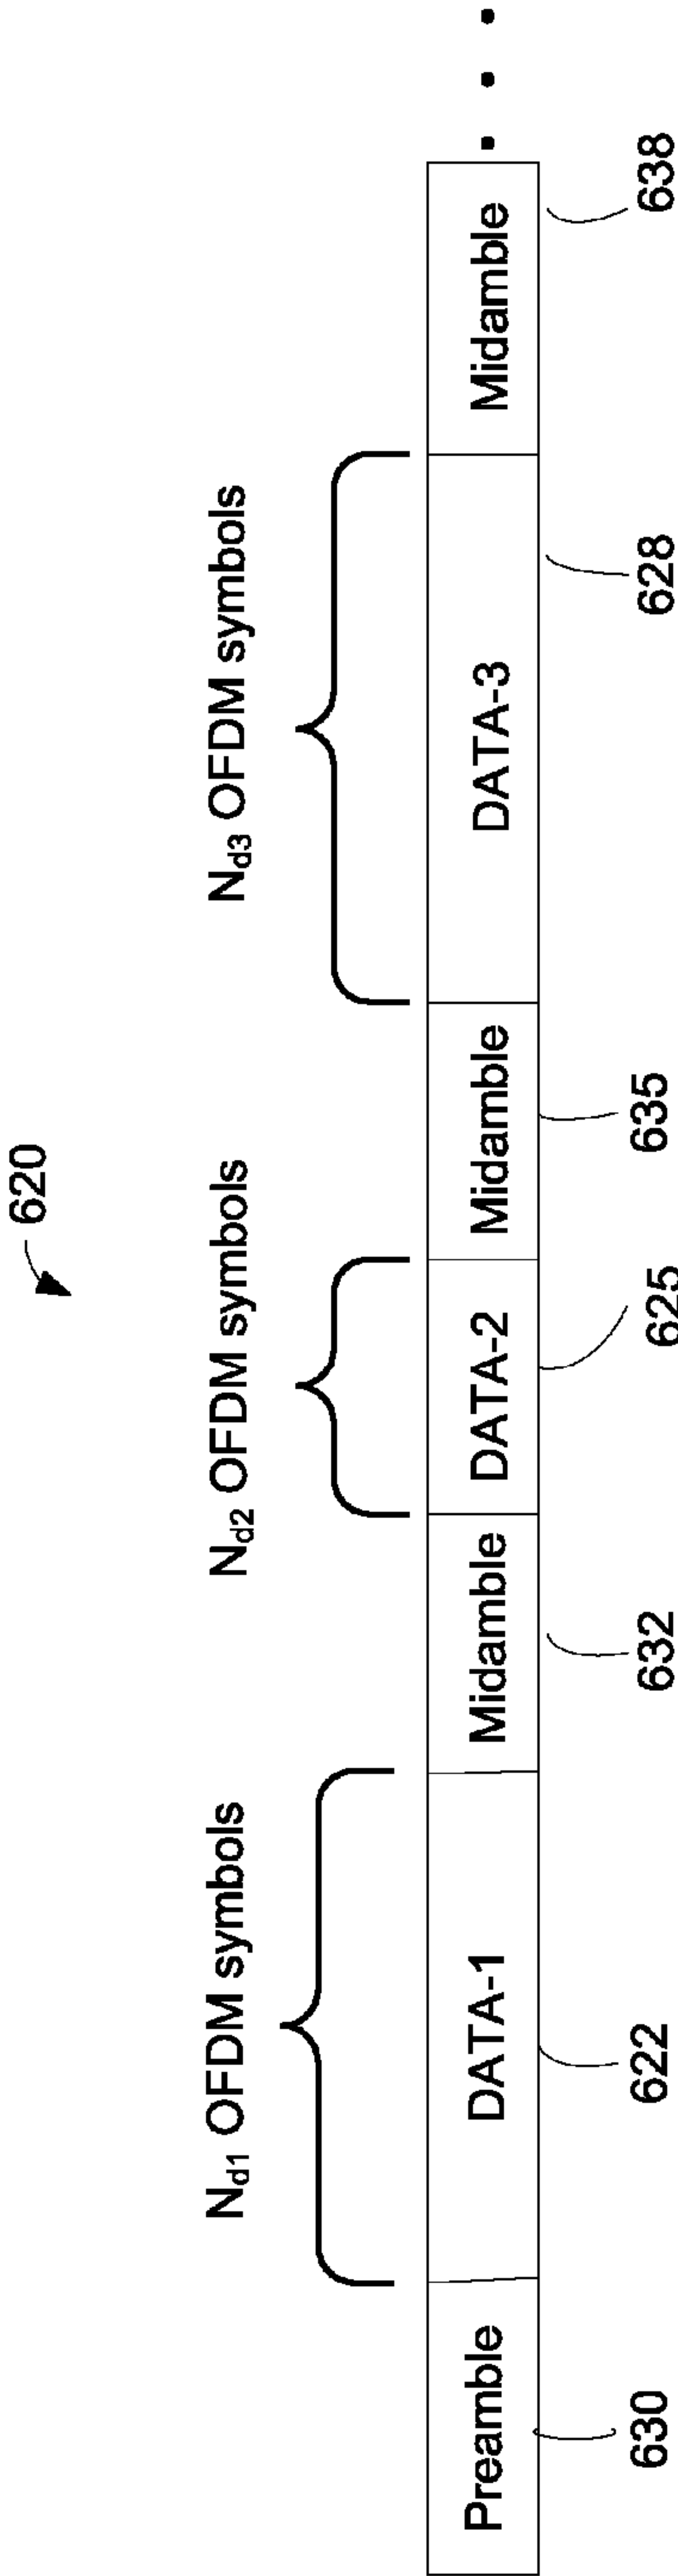 620
N_d1 OFDM symbols
N_d2 OFDM symbols
N_d3 OFDM symbols
Preamble
DATA-1
Midamble
DATA-2
Midamble
DATA-3
Midamble
630
622
632
625
635
628
638